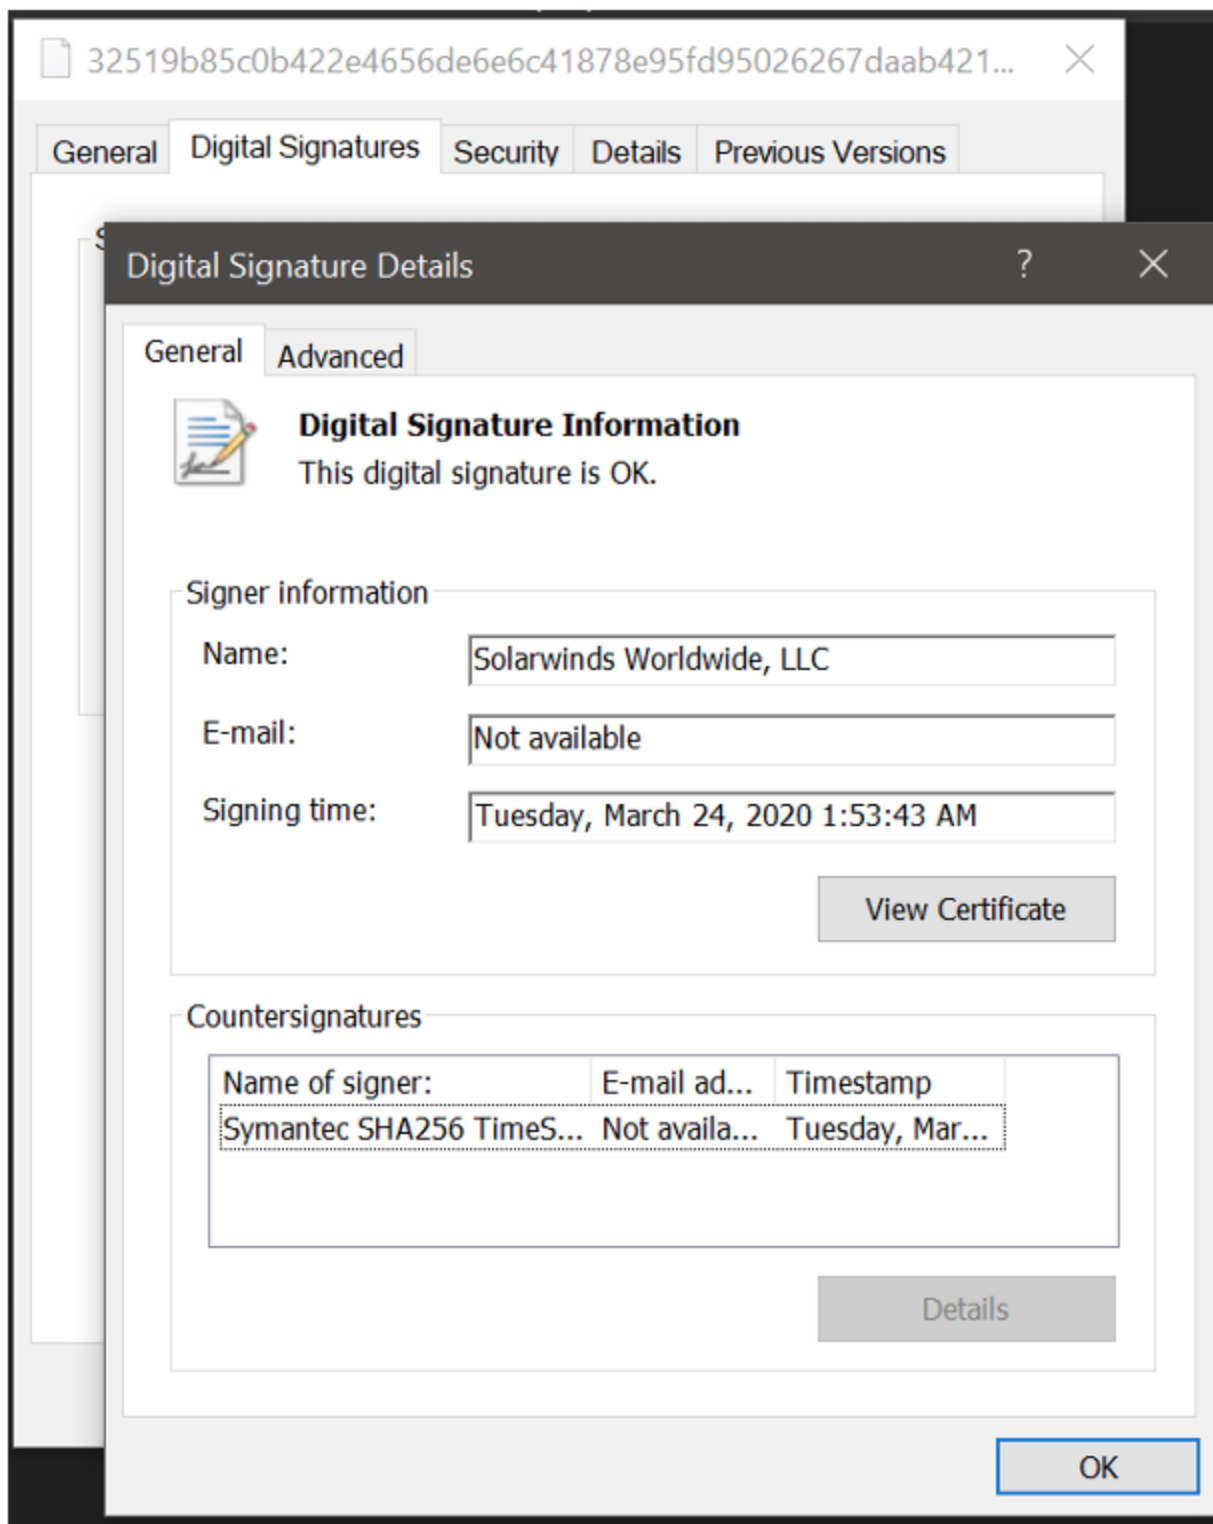 32519b85c0b422e4656de6e6c41878e95fd95026267daab421...
General Digital Signatures Security Details Previous Versions
Digital Signature Details ?
General Advanced
Digital Signature Information
This digital signature is OK.
Signer information
Name: Solarwinds Worldwide, LLC
E-mail: Not available
Signing time: Tuesday, March 24, 2020 1:53:43 AM
View Certificate
Countersignatures
Name of signer: E-mail ad... Timestamp
Symantec SHA256 TimeS... Not availa... Tuesday, Mar...
Details
OK